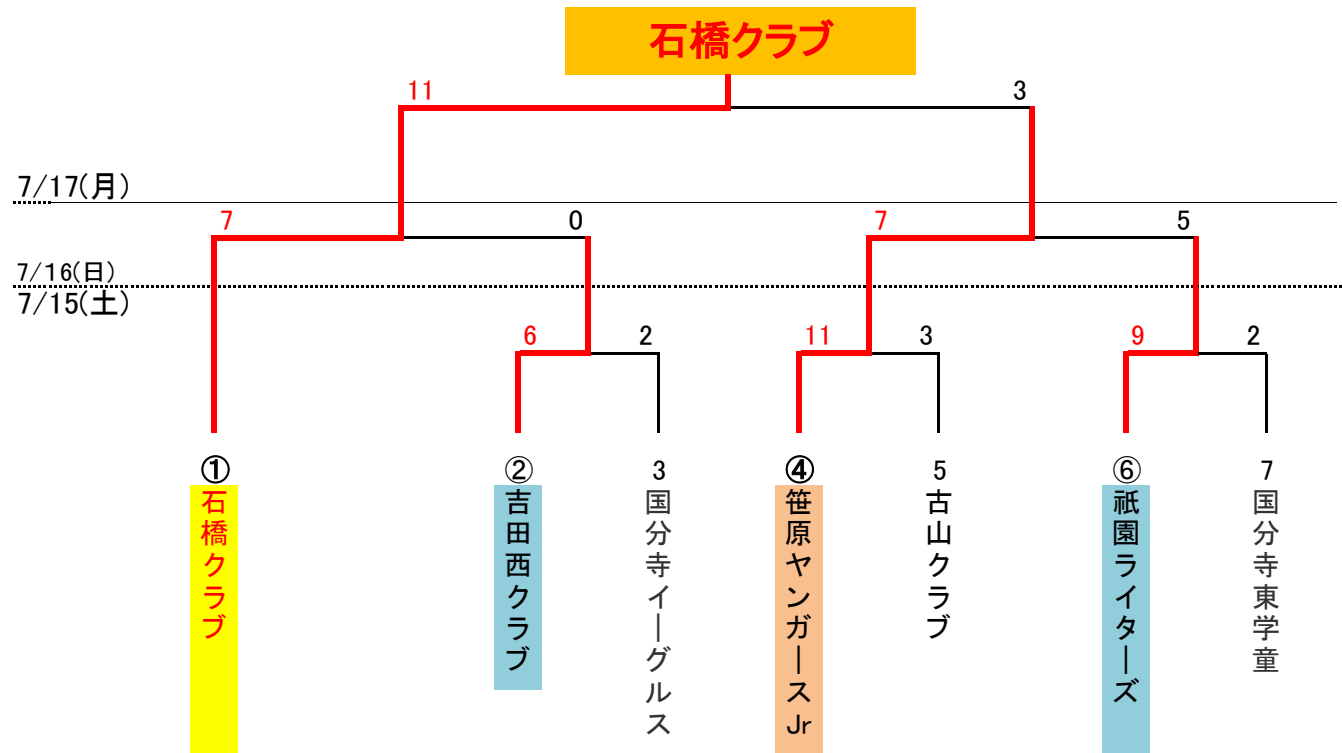 石橋クラブ
11
3
7/17(月)
7
0
7
5
7/16(日)
7/15(土)
6
2
11
3
9
2
①
②
3
④
5
⑥
7
石橋クラブ
吉田西クラブ
国分寺イーグルス
笹原ヤンガースJr
古山クラブ
祇園ライターズ
国分寺東学童